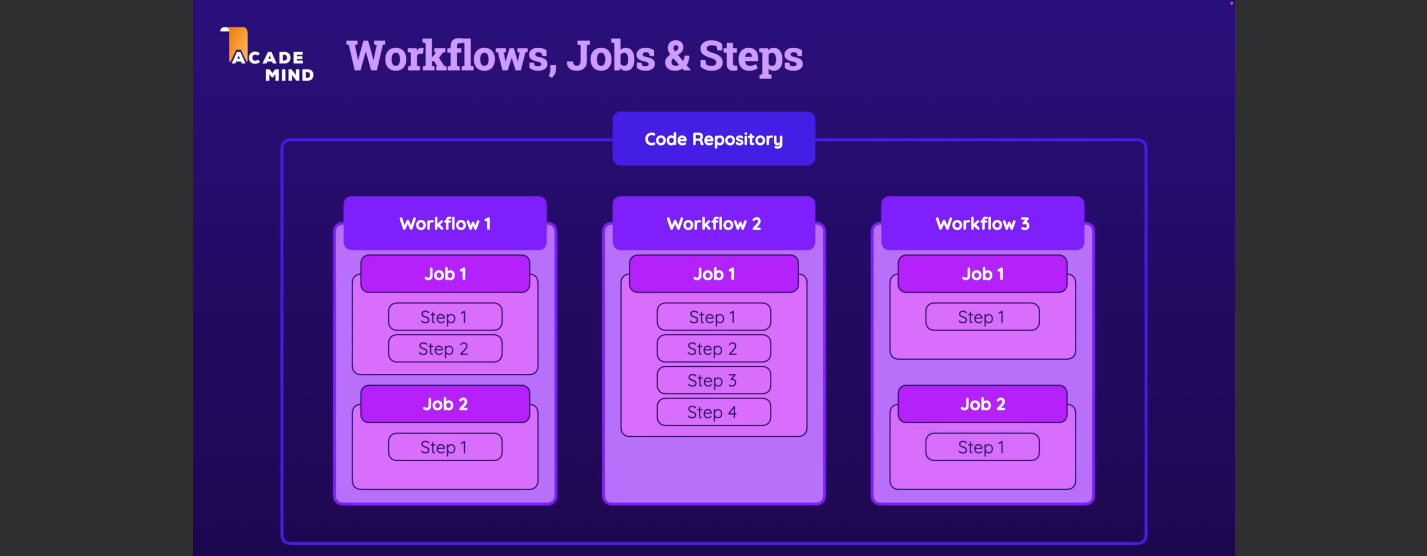 ACADE
MIND
Workflows, Jobs & Steps
Code Repository
Workflow 1
Job 1
Step 1
Step 2
Job 2
Step 1
Workflow 2
Job 1
Step 1
Step 2
Step 3
Step 4
Workflow 3
Job 1
Step 1
Job 2
Step 1